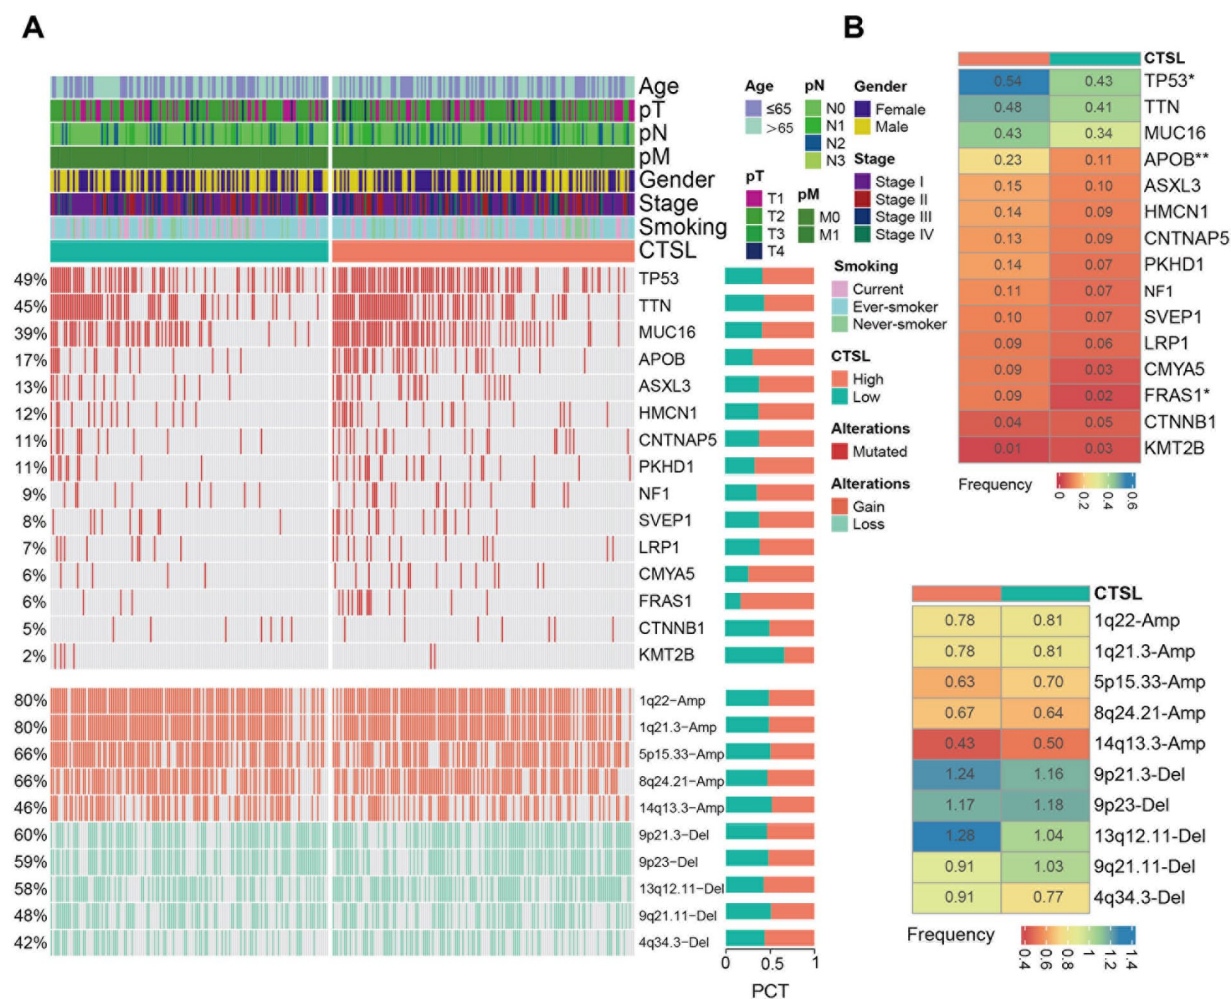 A
Age
pT
pN
pM
Gender
Stage
Smoking
CTSL
49% TP53
45% TTN
39% MUC16
17% APOB
13% ASXL3
12% HMCN1
11% CNTNAP5
11% PKHD1
9% NF1
8% SVEP1
7% LRP1
6% CMYA5
6% FRAS1
5% CTNNB1
2% KMT2B
80% 1q22−Amp
80% 1q21.3−Amp
66% 5p15.33−Amp
66% 8q24.21−Amp
46% 14q13.3−Amp
60% 9p21.3−Del
59% 9p23−Del
58% 13q12.11−Del
48% 9q21.11−Del
42% 4q34.3−Del
0 0.5 1
PCT
Age
≤65
>65
pT
T1
T2
T3
T4
pN
N0
N1
N2
N3
pM
M0
M1
Gender
Female
Male
Stage
Stage I
Stage II
Stage III
Stage IV
Smoking
Current
Ever-smoker
Never-smoker
CTSL
High
Low
Alterations
Mutated
Alterations
Gain
Loss
B
CTSL
0.54 0.43 TP53*
0.48 0.41 TTN
0.43 0.34 MUC16
0.23 0.11 APOB**
0.15 0.10 ASXL3
0.14 0.09 HMCN1
0.13 0.09 CNTNAP5
0.14 0.07 PKHD1
0.11 0.07 NF1
0.10 0.07 SVEP1
0.09 0.06 LRP1
0.09 0.03 CMYA5
0.09 0.02 FRAS1*
0.04 0.05 CTNNB1
0.01 0.03 KMT2B
Frequency
0 0.2 0.4 0.6
CTSL
0.78 0.81 1q22-Amp
0.78 0.81 1q21.3-Amp
0.63 0.70 5p15.33-Amp
0.67 0.64 8q24.21-Amp
0.43 0.50 14q13.3-Amp
1.24 1.16 9p21.3-Del
1.17 1.18 9p23-Del
1.28 1.04 13q12.11-Del
0.91 1.03 9q21.11-Del
0.91 0.77 4q34.3-Del
Frequency
0.4 0.6 0.8 1 1.2 1.4